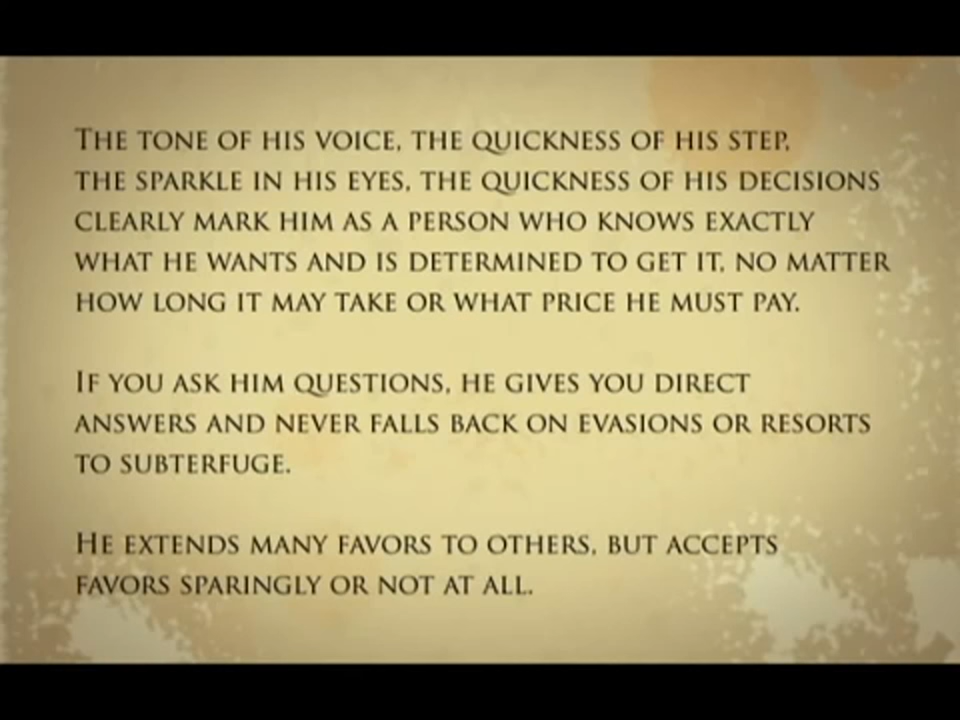 THE TONE OF HIS VOICE, THE QUICKNESS OF HIS STEP,
THE SPARKLE IN HIS EYES, THE QUICKNESS OF HIS DECISIONS
CLEARLY MARK HIM AS A PERSON WHO KNOWS EXACTLY
WHAT HE WANTS AND IS DETERMINED TO GET IT, NO MATTER
HOW LONG IT MAY TAKE OR WHAT PRICE HE MUST PAY.
IF YOU ASK HIM QUESTIONS, HE GIVES YOU DIRECT
ANSWERS AND NEVER FALLS BACK ON EVASIONS OR RESORTS
TO SUBTERFUGE.
HE EXTENDS MANY FAVORS TO OTHERS, BUT ACCEPTS
FAVORS SPARINGLY OR NOT AT ALL.